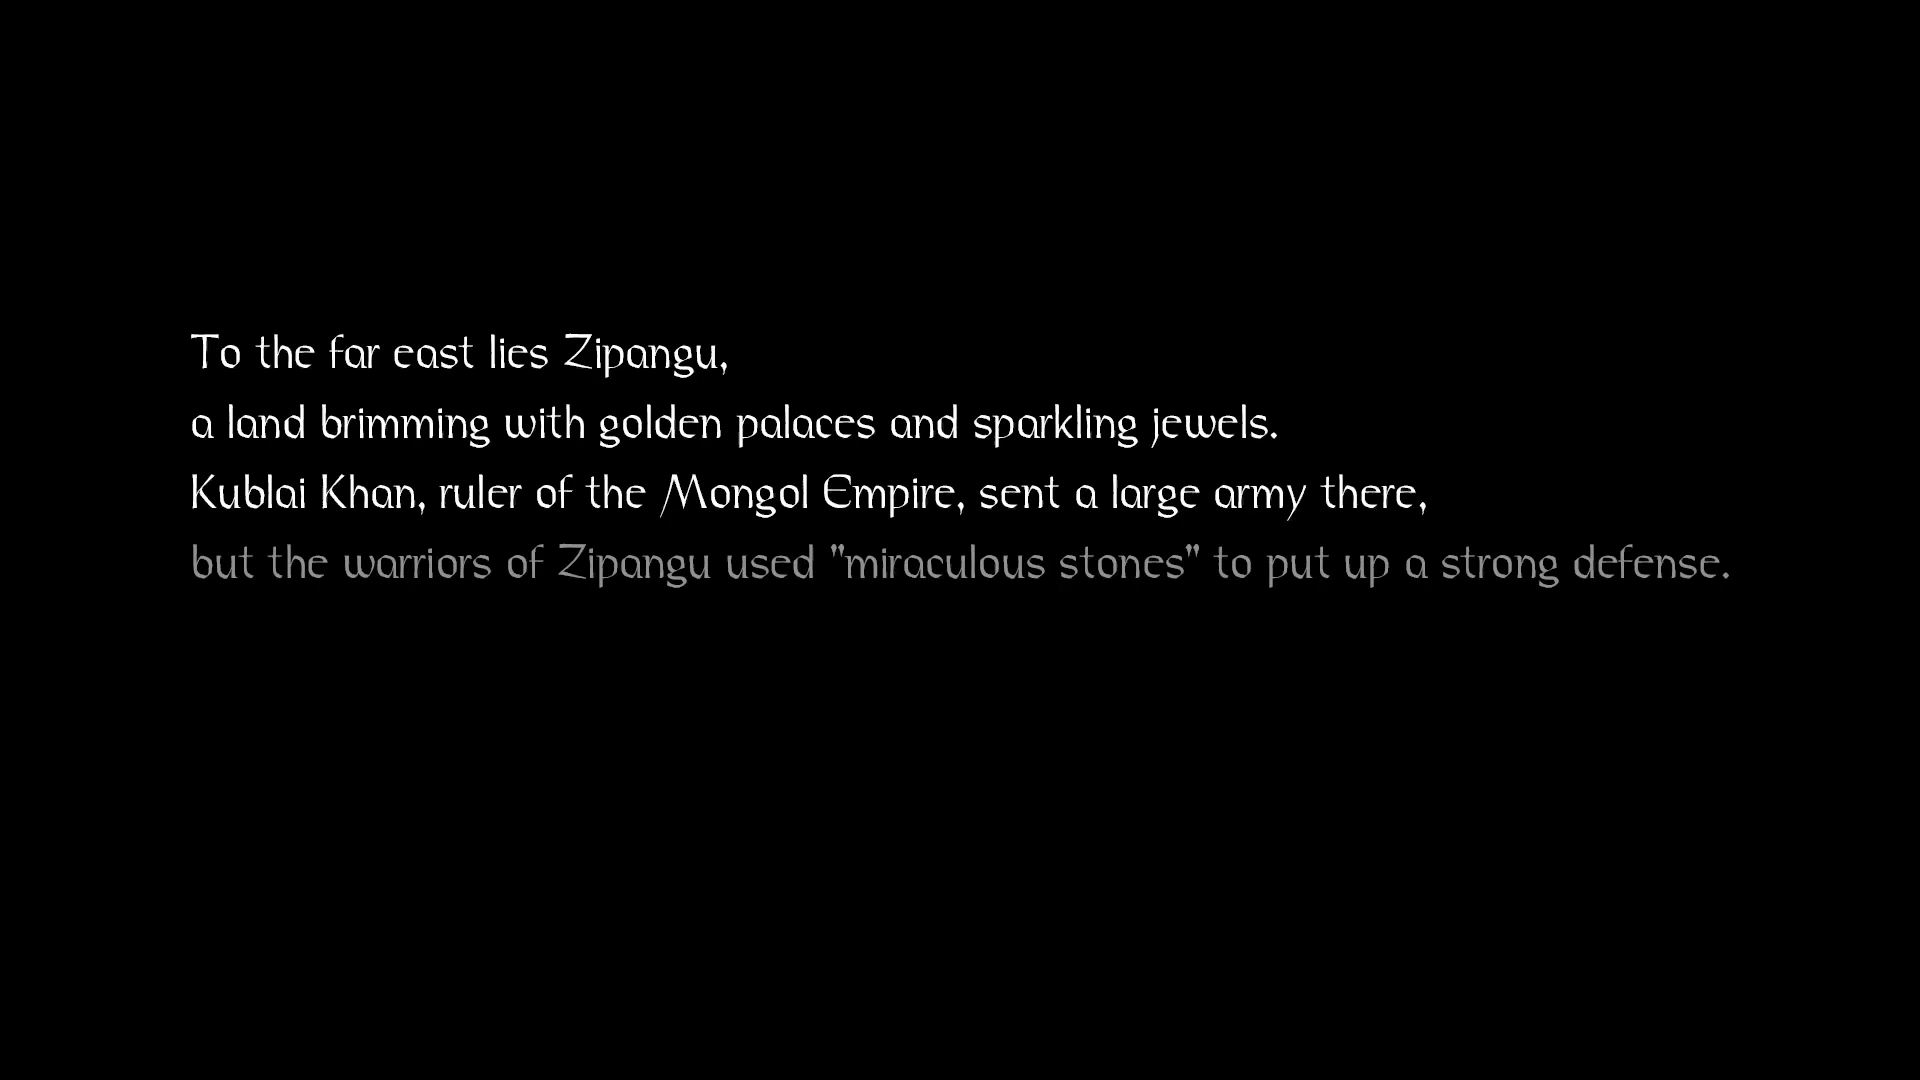 To the far east lies Zipangu,
a land brimming with golden palaces and sparkling jewels.
Kublai Khan, ruler of the Mongol Empire, sent a large army there,
but the warriors of Zipangu used "miraculous stones" to put up a strong defense.